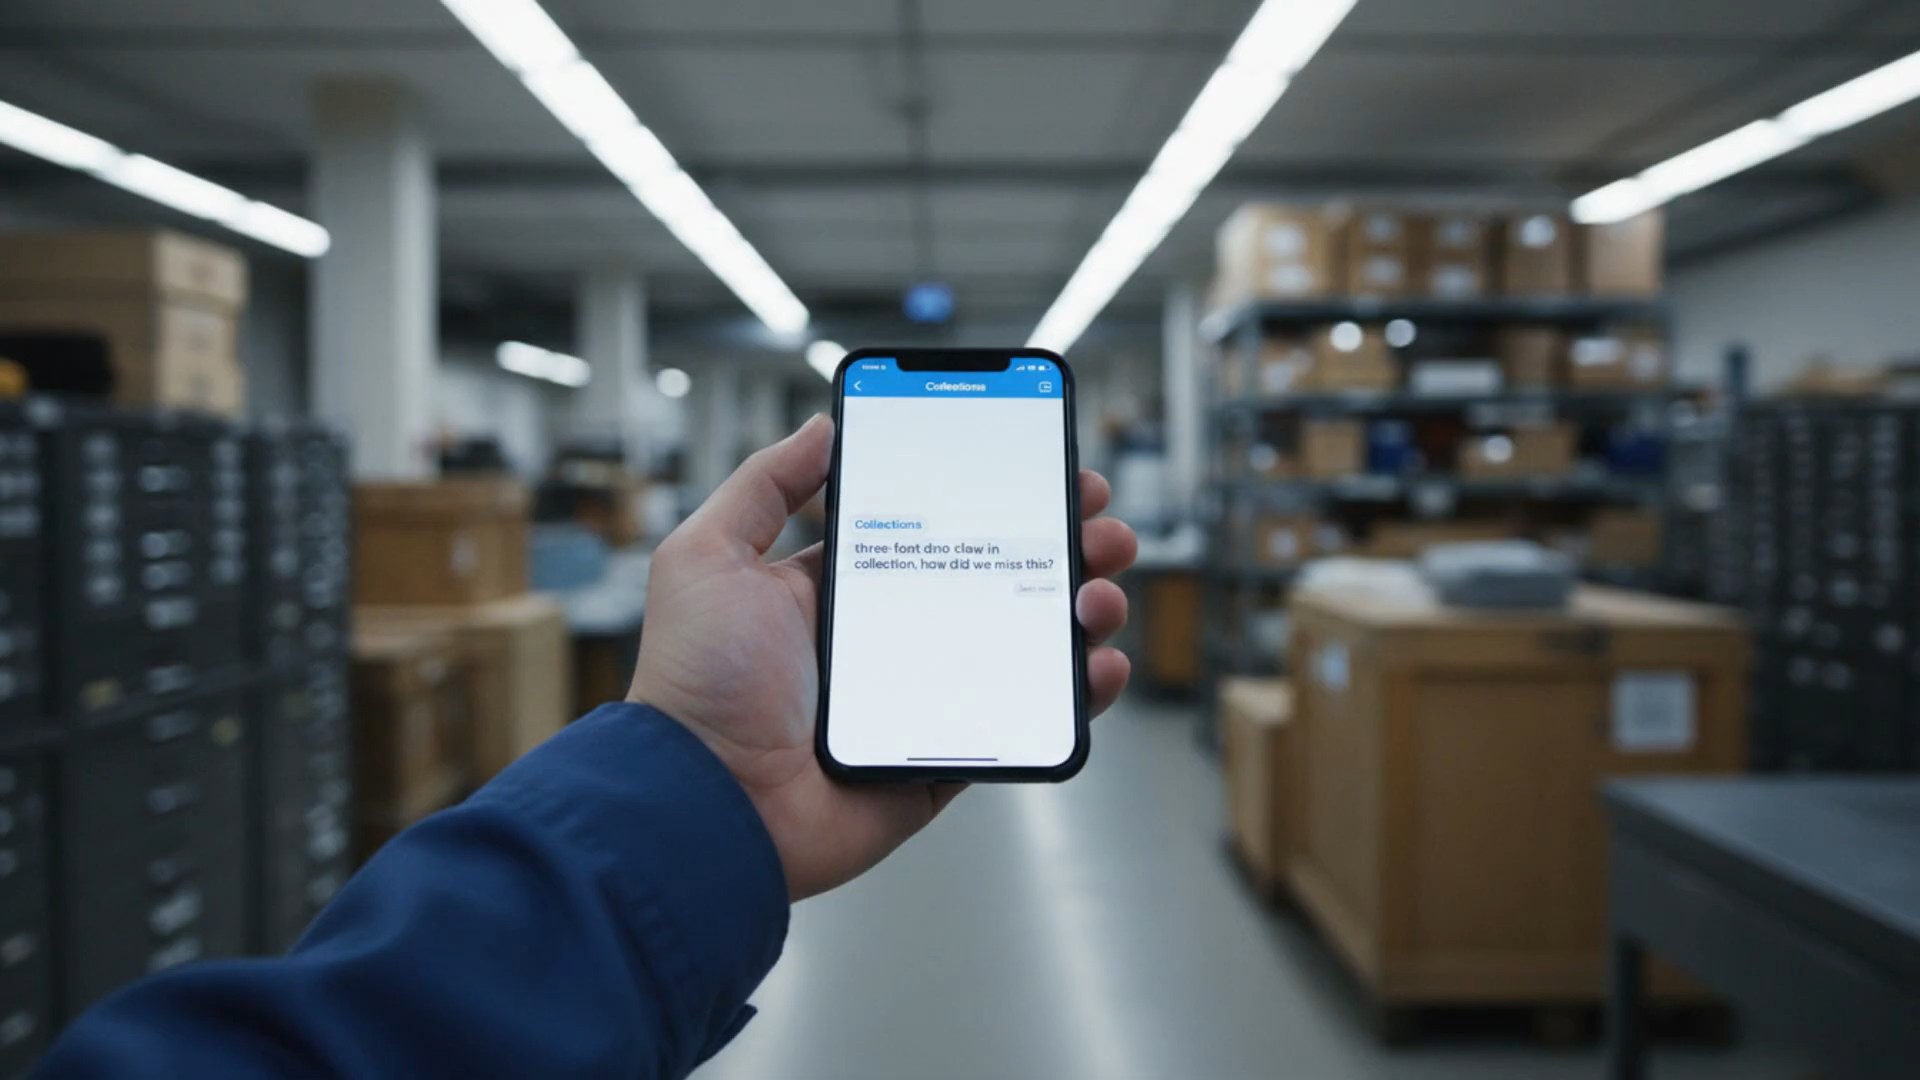 Collections
Collections
three-font dno claw in
collection, how did we miss this?